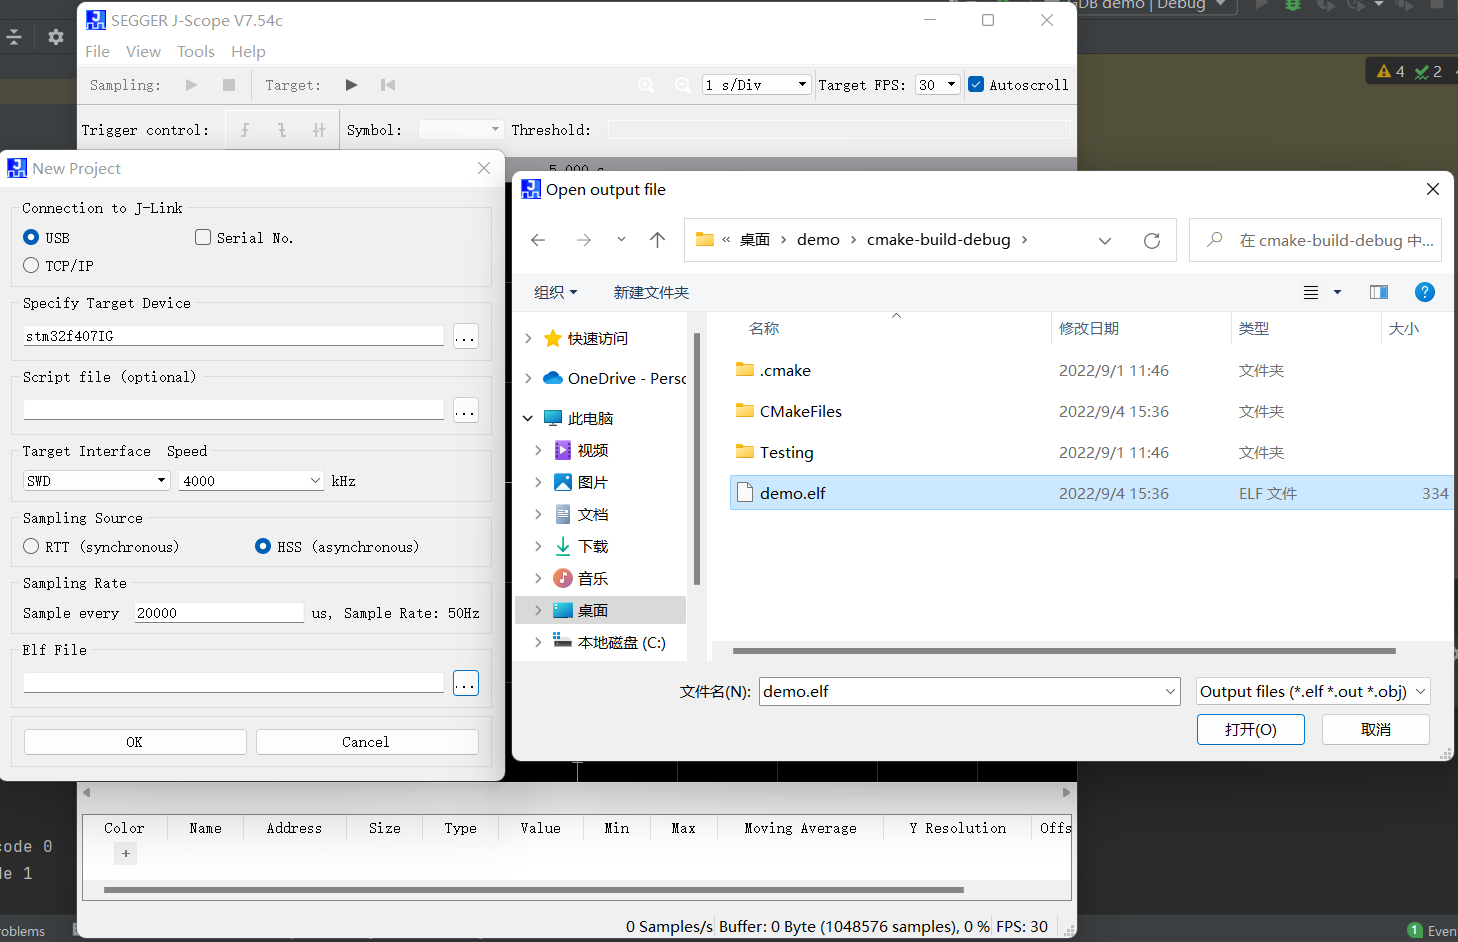 SEGGER J-Scope V7.54c
DB demo | Debug
File View Tools Help
4 2
Sampling: Target: 1 s/Div Target FPS: 30 Autoscroll
Trigger control: Symbol: Threshold:
5.000 s
New Project
Connection to J-Link
USB Serial No.
TCP/IP
Specify Target Device
stm32f407IG
...
Script file (optional)
...
Target Interface Speed
SWD 4000 kHz
Sampling Source
RTT (synchronous) HSS (asynchronous)
Sampling Rate
Sample every 20000 us, Sample Rate: 50Hz
Elf File
...
OK Cancel
Open output file
« 桌面 › demo › cmake-build-debug ›
在 cmake-build-debug 中...
组织 新建文件夹
?
快速访问
OneDrive - Perso
此电脑
视频
图片
文档
下载
音乐
桌面
本地磁盘 (C:)
名称 修改日期 类型 大小
.cmake 2022/9/1 11:46 文件夹
CMakeFiles 2022/9/4 15:36 文件夹
Testing 2022/9/1 11:46 文件夹
demo.elf 2022/9/4 15:36 ELF 文件 334
文件名(N): demo.elf Output files (*.elf *.out *.obj)
打开(O) 取消
Color Name Address Size Type Value Min Max Moving Average Y Resolution Offs
+
code 0
de 1
0 Samples/s Buffer: 0 Byte (1048576 samples), 0 % FPS: 30
roblems
1 Even